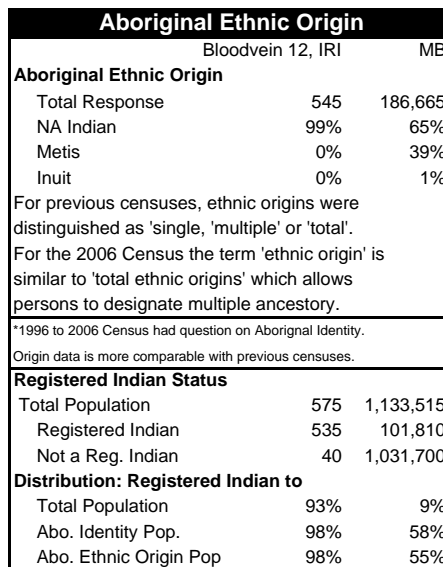 Aboriginal Ethnic Origin
Bloodvein 12, IRI MB
Aboriginal Ethnic Origin
Total Response 545 186,665
NA Indian 99% 65%
Metis 0% 39%
Inuit 0% 1%
For previous censuses, ethnic origins were
distinguished as 'single, 'multiple' or 'total'.
For the 2006 Census the term 'ethnic origin' is
similar to 'total ethnic origins' which allows
persons to designate multiple ancestory.
*1996 to 2006 Census had question on Aborignal Identity.
Origin data is more comparable with previous censuses.
Registered Indian Status
Total Population 575 1,133,515
Registered Indian 535 101,810
Not a Reg. Indian 40 1,031,700
Distribution: Registered Indian to
Total Population 93% 9%
Abo. Identity Pop. 98% 58%
Abo. Ethnic Origin Pop 98% 55%